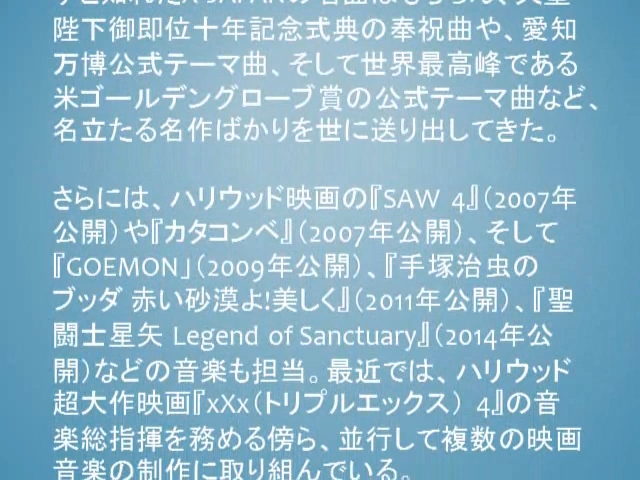 陛下御即位十年記念式典の奉祝曲や、愛知
万博公式テーマ曲、そして世界最高峰である
米ゴールデングローブ賞の公式テーマ曲など、
名立たる名作ばかりを世に送り出してきた。
さらには、ハリウッド映画の『SAW 4』（2007年
公開）や『カタコンベ』（2007年公開）、そして
『GOEMON」（2009年公開）、『手塚治虫の
ブッダ 赤い砂漠よ!美しく』（2011年公開）、『聖
闘士星矢 Legend of Sanctuary』（2014年公
開）などの音楽も担当。最近では、ハリウッド
超大作映画『xXx（トリプルエックス） 4』の音
楽総指揮を務める傍ら、並行して複数の映画
音楽の制作に取り組んでいる。